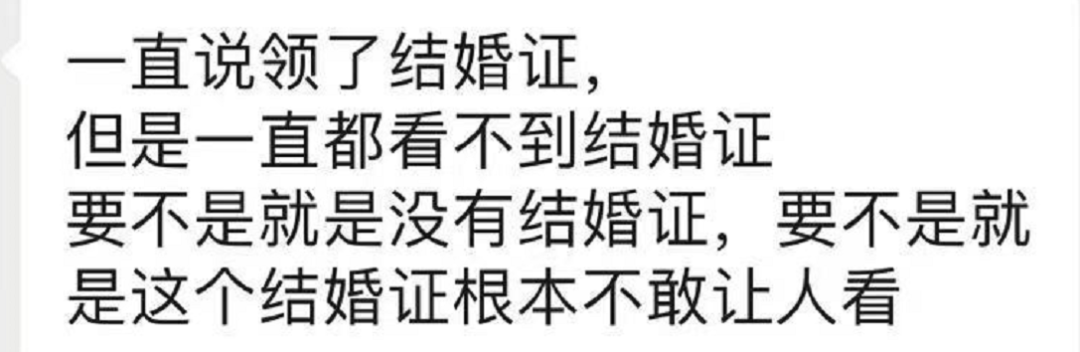 一直说领了结婚证，
但是一直都看不到结婚证
要不是就是没有结婚证，要不是就
是这个结婚证根本不敢让人看